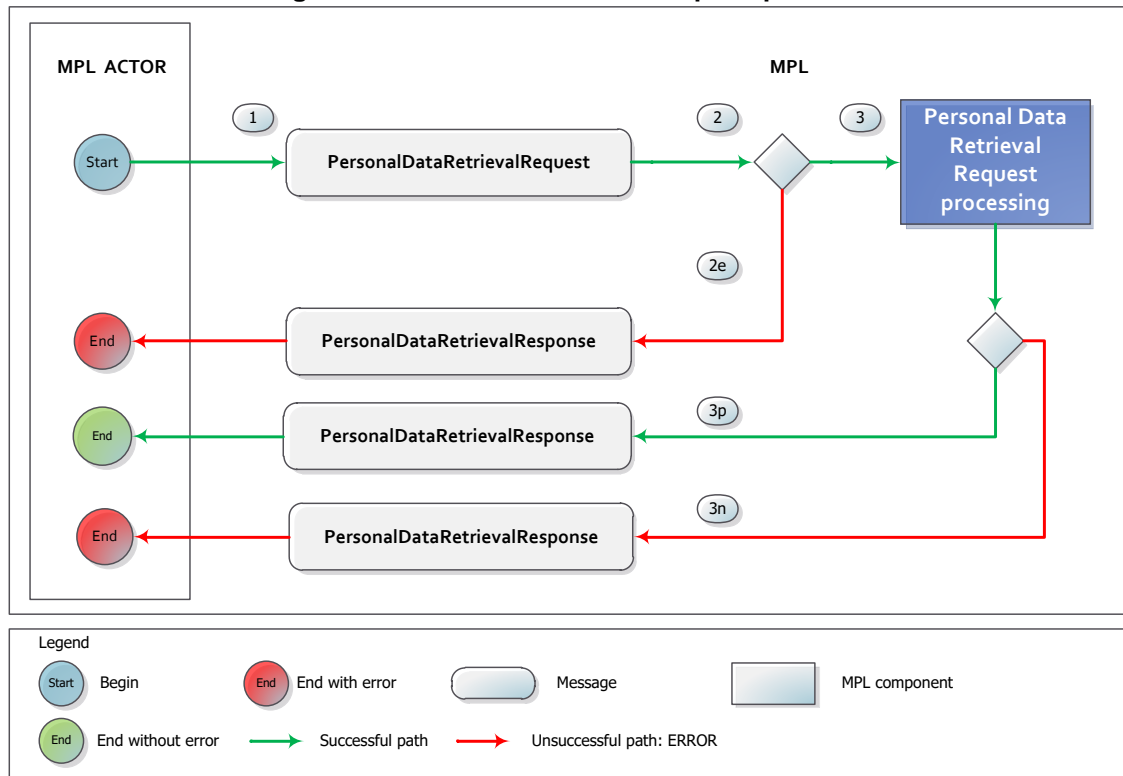 MPL ACTOR
MPL
1
2
3
Start
PersonalDataRetrievalRequest
Personal Data
Retrieval
Request
processing
2e
End
PersonalDataRetrievalResponse
3p
End
PersonalDataRetrievalResponse
3n
End
PersonalDataRetrievalResponse
Legend
Start
Begin
End
End with error
Message
MPL component
End
End without error
Successful path
Unsuccessful path: ERROR